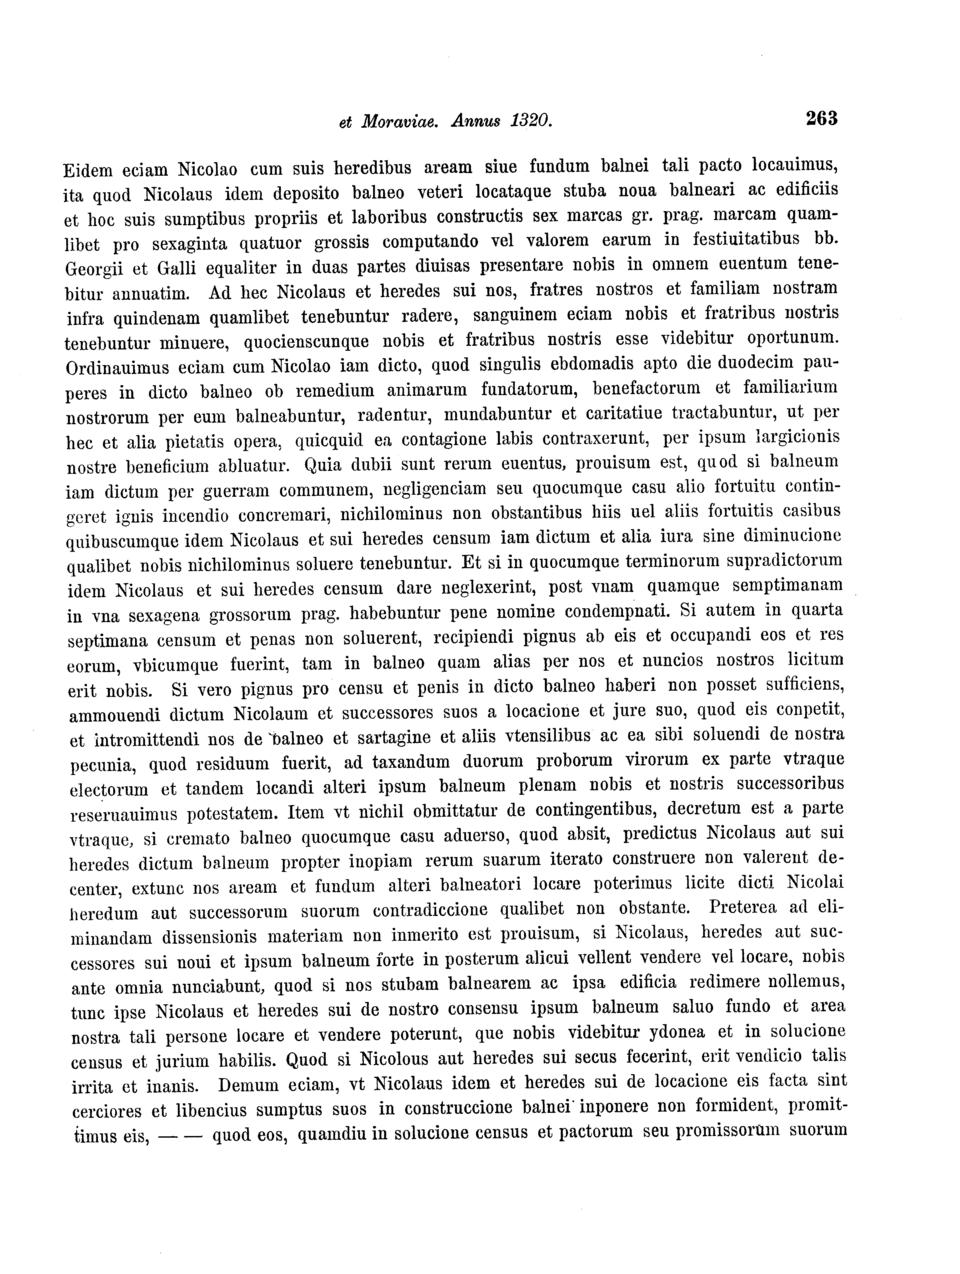 et Moraviae. Annus 1320. 263
Eidem eciam Nicolao cum suis heredibus aream siue fundum balnei tali pacto locauimus,
ita quod Nicolaus idem deposito balneo veteri locataque stuba noua balneari ac edificiis
et hoc suis sumptibus propriis et laboribus constructis sex marcas gr. prag. marcam quam-
libet pro sexaginta quatuor grossis computando vel valorem earum in festiuitatibus bb.
Georgii et Galli equaliter in duas partes diuisas presentare nobis in omnem euentum tene-
bitur annuatim. Ad hec Nicolaus et heredes sui nos, fratres nostros et familiam nostram
infra quindenam quamlibet tenebuntur radere, sanguinem eciam nobis et fratribus nostris
tenebuntur minuere, quocienscunque nobis et fratribus nostris esse videbitur oportunum.
Ordinauimus eciam cum Nicolao iam dicto, quod singulis ebdomadis apto die duodecim pau-
peres in dicto balneo ob remedium animarum fundatorum, benefactorum et familiarium
nostrorum per eum balneabuntur, radentur, mundabuntur et caritatiue tractabuntur, ut per
hec et alia pietatis opera, quicquid ea contagione labis contraxerunt, per ipsum largicionis
nostre beneficium abluatur. Quia dubii sunt rerum euentus, prouisum est, quod si balneum
iam dictum per guerram communem, negligenciam seu quocumque casu alio fortuitu contin-
geret ignis incendio concremari, nichilominus non obstantibus hiis uel aliis fortuitis casibus
quibuscumque idem Nicolaus et sui heredes censum iam dictum et alia iura sine diminucione
qualibet nobis nichilominus soluere tenebuntur. Et si in quocumque terminorum supradictorum
idem Nicolaus et sui heredes censum dare neglexerint, post vnam quamque semptimanam
in vna sexagena grossorum prag. habebuntur pene nomine condempnati. Si autem in quarta
septimana censum et penas non soluerent, recipiendi pignus ab eis et occupandi eos et res
eorum, vbicumque fuerint, tam in balneo quam alias per nos et nuncios nostros licitum
erit nobis. Si vero pignus pro censu et penis in dicto balneo haberi non posset sufficiens,
ammouendi dictum Nicolaum et successores suos a locacione et jure suo, quod eis conpetit,
et intromittendi nos de balneo et sartagine et aliis vtensilibus ac ea sibi soluendi de nostra
pecunia, quod residuum fuerit, ad taxandum duorum proborum virorum ex parte vtraque
electorum et tandem locandi alteri ipsum balneum plenam nobis et nostris successoribus
reseruauimus potestatem. Item vt nichil obmittatur de contingentibus, decretum est a parte
vtraque, si cremato balneo quocumque casu aduerso, quod absit, predictus Nicolaus aut sui
heredes dictum balneum propter inopiam rerum suarum iterato construere non valerent de-
center, extunc nos aream et fundum alteri balneatori locare poterimus licite dicti Nicolai
heredum aut successorum suorum contradiccione qualibet non obstante. Preterea ad eli-
minandam dissensionis materiam non inmerito est prouisum, si Nicolaus, heredes aut suc-
cessores sui noui et ipsum balneum forte in posterum alicui vellent vendere vel locare, nobis
ante omnia nunciabunt, quod si nos stubam balnearem ac ipsa edificia redimere nollemus,
tunc ipse Nicolaus et heredes sui de nostro consensu ipsum balneum saluo fundo et area
nostra tali persone locare et vendere poterunt, que nobis videbitur ydonea et in solucione
census et jurium habilis. Quod si Nicolous aut heredes sui secus fecerint, erit vendicio talis
irrita et inanis. Demum eciam, vt Nicolaus idem et heredes sui de locacione eis facta sint
cerciores et libencius sumptus suos in construccione balnei inponere non formident, promit-
timus eis, — — quod eos, quamdiu in solucione census et pactorum seu promissorum suorum